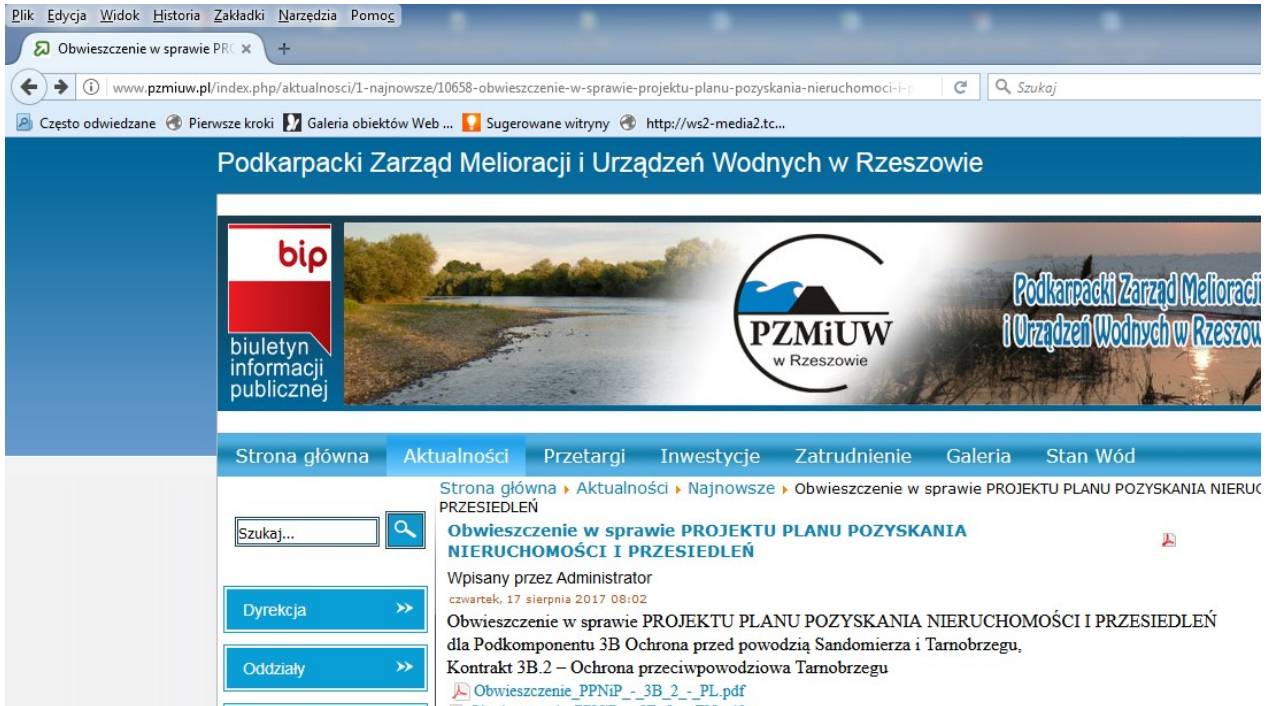 Plik Edycja Widok Historia Zakładki Narzędzia Pomoc
Obwieszczenie w sprawie PRO
www.pzmiuw.pl/index.php/aktualnosci/1-najnowsze/10658-obwieszczenie-w-sprawie-projektu-planu-pozyskania-nieruchomoci-i-p
Szukaj
Często odwiedzane Pierwsze kroki Galeria obiektów Web ... Sugerowane witryny http://ws2-media2.tc...
Podkarpacki Zarząd Melioracji i Urządzeń Wodnych w Rzeszowie
bip
biuletyn
informacji
publicznej
PZMiUW
w Rzeszowie
Podkarpacki Zarząd Melioracji
i Urządzeń Wodnych w Rzeszow
Strona główna Aktualności Przetargi Inwestycje Zatrudnienie Galeria Stan Wód
Strona główna Aktualności Najnowsze Obwieszczenie w sprawie PROJEKTU PLANU POZYSKANIA NIERUC
PRZESIEDLEŃ
Szukaj...
Obwieszczenie w sprawie PROJEKTU PLANU POZYSKANIA
NIERUCHOMOŚCI I PRZESIEDLEŃ
Wpisany przez Administrator
czwartek, 17 sierpnia 2017 08:02
Dyrekcja
Oddziały
Obwieszczenie w sprawie PROJEKTU PLANU POZYSKANIA NIERUCHOMOŚCI I PRZESIEDLEŃ
dla Podkomponentu 3B Ochrona przed powodzią Sandomierza i Tarnobrzegu,
Kontrakt 3B.2 – Ochrona przeciwpowodziowa Tarnobrzegu
Obwieszczenie_PPNiP_-_3B_2_-_PL.pdf